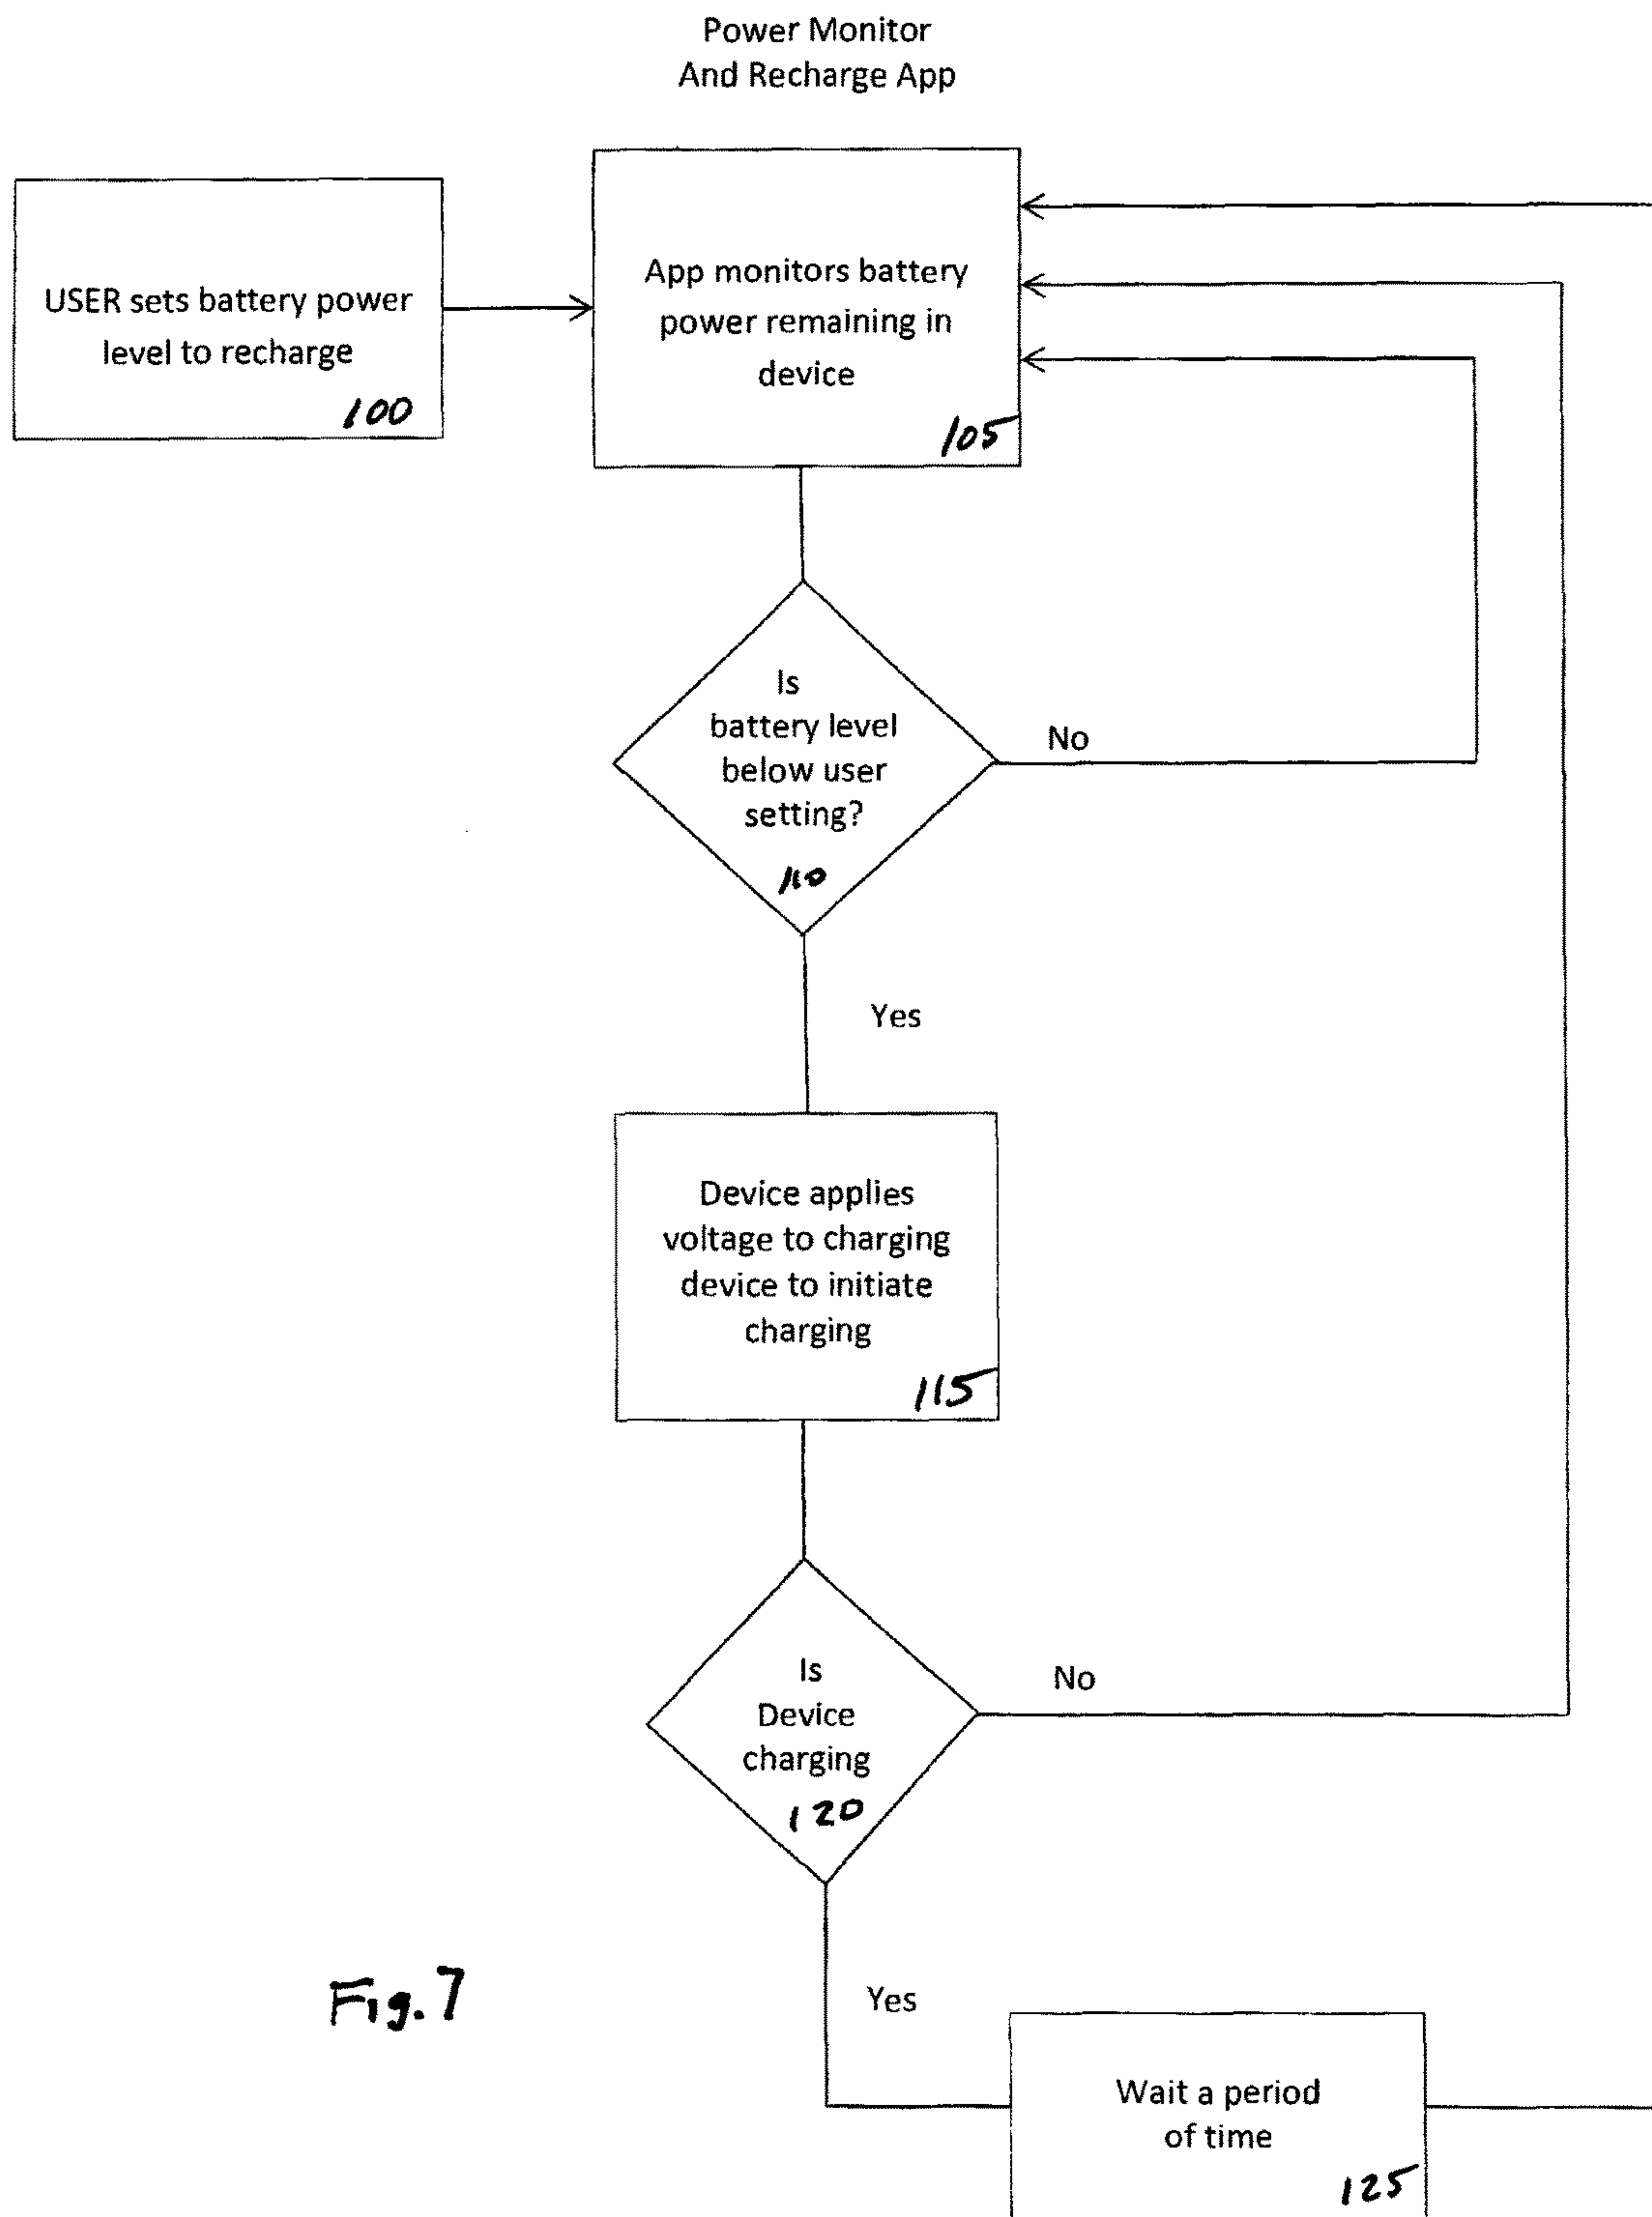 Power Monitor
And Recharge App
USER sets battery power
level to recharge
100
App monitors battery
power remaining in
device
105
Is
battery level
below user
setting?
110
No
Yes
Device applies
voltage to charging
device to initiate
charging
115
Is
Device
charging
120
No
Yes
Wait a period
of time
125
Fig. 7